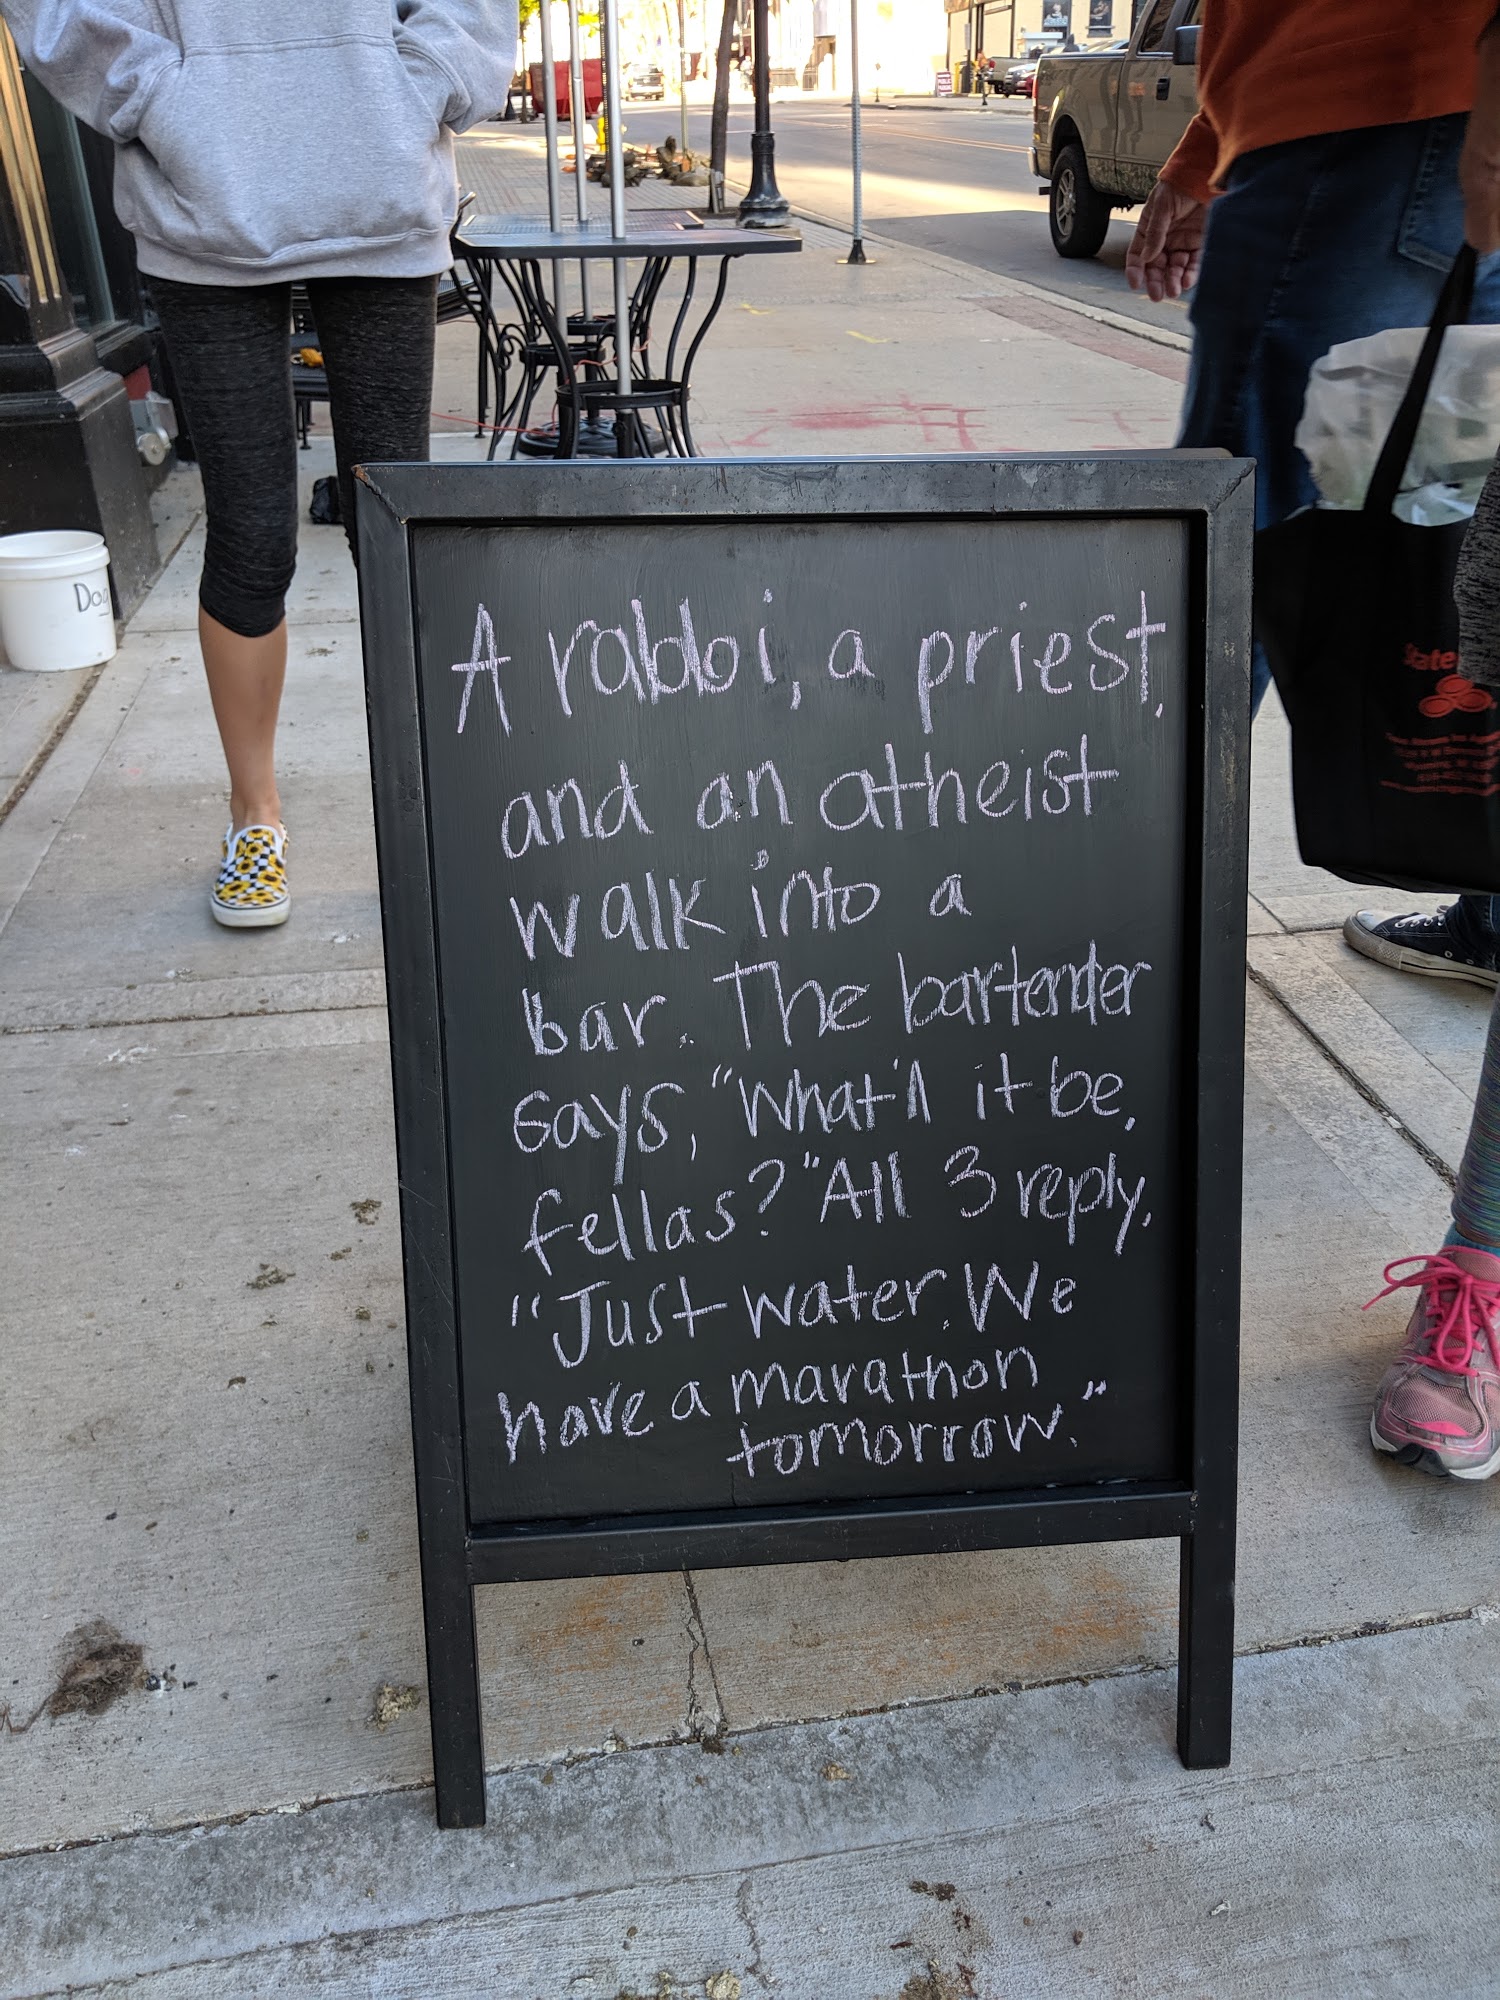 A rabbi, a priest,
and an atheist
walk into a
bar. The bartender
says, "What'll it be,
fellas?" All 3 reply,
"Just water. We
have a marathon
tomorrow."
State